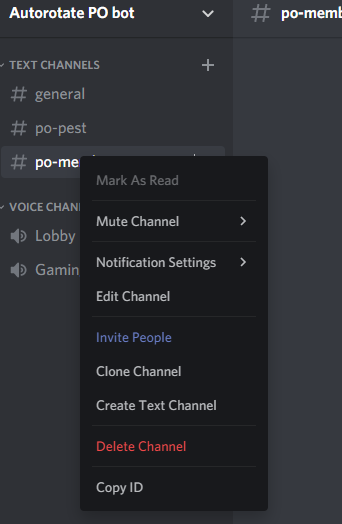 Autorotate PO bot
# po-memb
TEXT CHANNELS
# general
# po-pest
# po-me
Mark As Read
Mute Channel
VOICE CHAN
Lobby
Notification Settings
Gamin
Edit Channel
Invite People
Clone Channel
Create Text Channel
Delete Channel
Copy ID